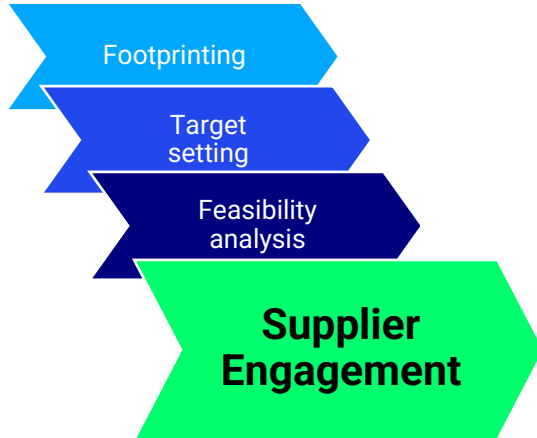 Footprinting
Target
setting
Feasibility
analysis
Supplier
Engagement